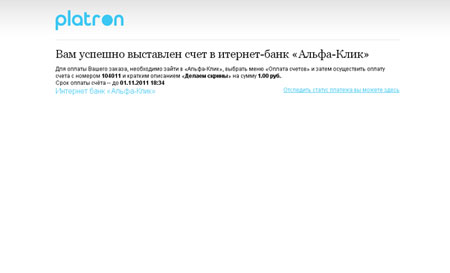 platron
Вам успешно выставлен счет в итернет-банк «Альфа-Клик»
Для оплаты Вашего заказа, необходимо зайти в «Альфа-Клик», выбрать меню «Оплата счетов» и затем осуществить оплату
счета с номером 104011 и кратким описанием «Делаем скрины» на сумму 1.00 руб.
Срок оплаты счёта – до 01.11.2011 18:34
Интернет банк «Альфа-Клик»
Отследить статус платежа вы можете здесь